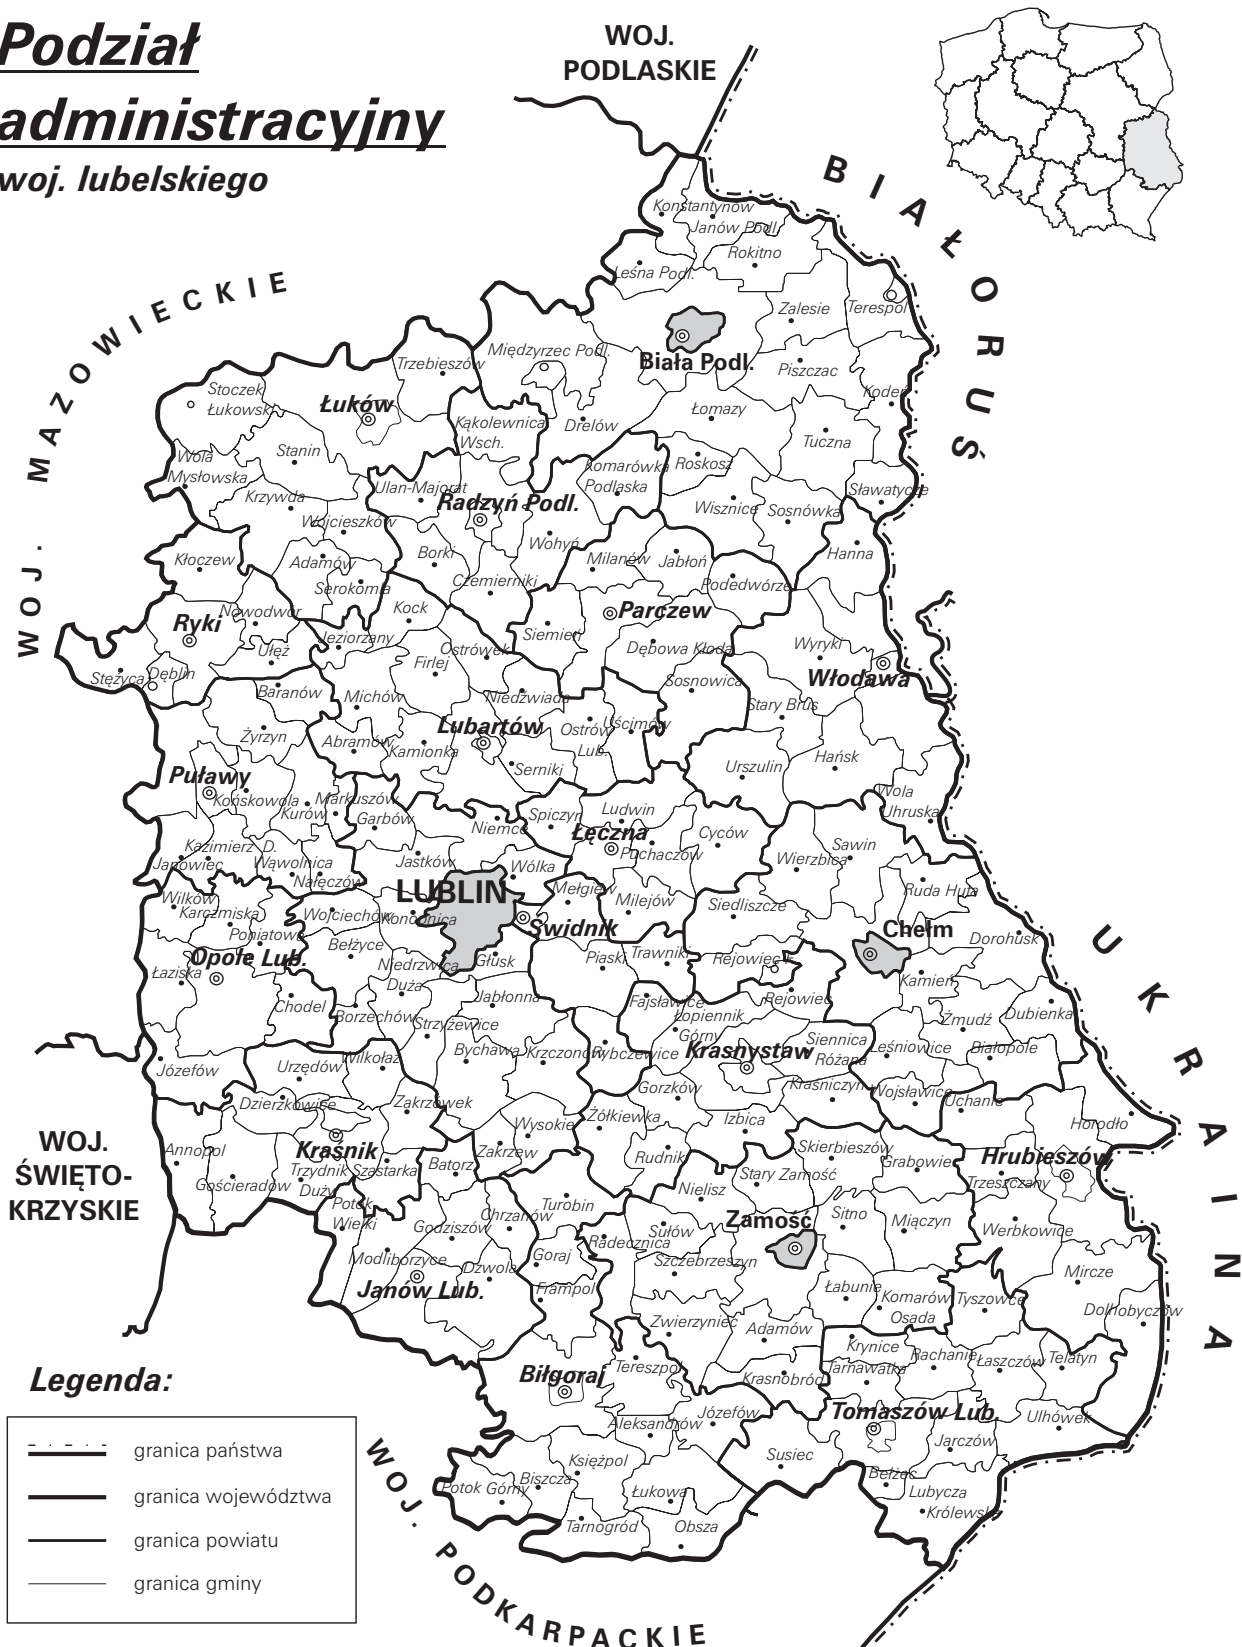 Podział
administracyjny
woj. lubelskiego
WOJ.
PODLASKIE
BIAŁORUŚ
WOJ. MAZOWIECKIE
Konstantynów
Janów Podl.
Rokitno
Leśna Podl.
Zalesie
Terespol
Biała Podl.
Międzyrzec Podl.
Trzebieszów
Piszczac
Kodeń
Stoczek
Łukowsk
Łuków
Łomazy
Kąkolewnica
Wsch.
Drelów
Tuczna
Stanin
Wola
Mysłowska
Komarówka
Podlaska
Roskosz
Ulan-Majorat
Sławatycze
Krzywda
Radzyń Podl.
Wisznice
Sosnówka
Wojcieszków
Wohyń
Hanna
Kłoczew
Adamów
Borki
Milanów
Jabłoń
Serokomla
Czemierniki
Podedwórze
Nowodwór
Kock
Parczew
Ryki
Siemień
Jeziorzany
Wyryki
Ułęż
Firlej
Ostrówek
Dębowa Kłoda
Stężyca
Dęblin
Włodawa
Baranów
Michów
Niedźwiada
Sosnowica
Stary Brus
Żyrzyn
Abramów
Kamionka
Lubartów
Ostrów
Lub.
Uścimów
Serniki
Urszulin
Hańsk
Puławy
Końskowola
Kurów
Markuszów
Garbów
Wola
Uhruska
Niemce
Spiczyn
Ludwin
Łęczna
Cyców
Puchaczów
Kazimierz D.
Janowiec
Wąwolnica
Nałęczów
Jastków
Wólka
Wierzbica
Sawin
LUBLIN
Mełgiew
Milejów
Siedliszcze
Ruda Huta
Wilków
Karczmiska
Wojciechów
Konopnica
Świdnik
Chełm
Dorohusk
Poniatowa
Bełżyce
Opole Lub.
Łaziska
Niedrzwica
Duża
Głusk
Piaski
Trawniki
Rejowiec F.
Kamień
Chodel
Borzechów
Strzyżewice
Jabłonna
Fajsławice
Rejowiec
Łopiennik
Górny
Żmudź
Dubienka
Bychawa
Krzczonów
Rybczewice
Krasnystaw
Siennica
Różana
Leśniowice
Białopole
Józefów
Urzędów
Wilkołaz
Gorzków
Kraśniczyn
Wojsławice
Uchanie
Dzierzkowice
Zakrzówek
Żółkiewka
Izbica
Horodło
UKRAINA
WOJ.
ŚWIĘTO-
KRZYSKIE
Annopol
Kraśnik
Wysokie
Zakrzew
Rudnik
Skierbieszów
Grabowiec
Hrubieszów
Gościeradów
Trzydnik
Duży
Szastarka
Batorz
Stary Zamość
Trzeszczany
Nielisz
Potok
Wielki
Godziszów
Chrzanów
Turobin
Zamość
Sitno
Miączyn
Werbkowice
Sułów
Radecznica
Modliborzyce
Dzwola
Goraj
Szczebrzeszyn
Mircze
Janów Lub.
Frampol
Łabunie
Komarów
Osada
Tyszowce
Dołhobyczów
Zwierzyniec
Adamów
Krynice
Tarnawatka
Rachanie
Łaszczów
Telatyn
Biłgoraj
Tereszpol
Krasnobród
Aleksandrów
Józefów
Tomaszów Lub.
Ulhówek
Jarczów
Susiec
Księżpol
Bełżec
Potok Górny
Biszcza
Łukowa
Lubycza
Królewsk
Tarnogród
Obsza
WOJ. PODKARPACKIE
Legenda:
granica państwa
granica województwa
granica powiatu
granica gminy